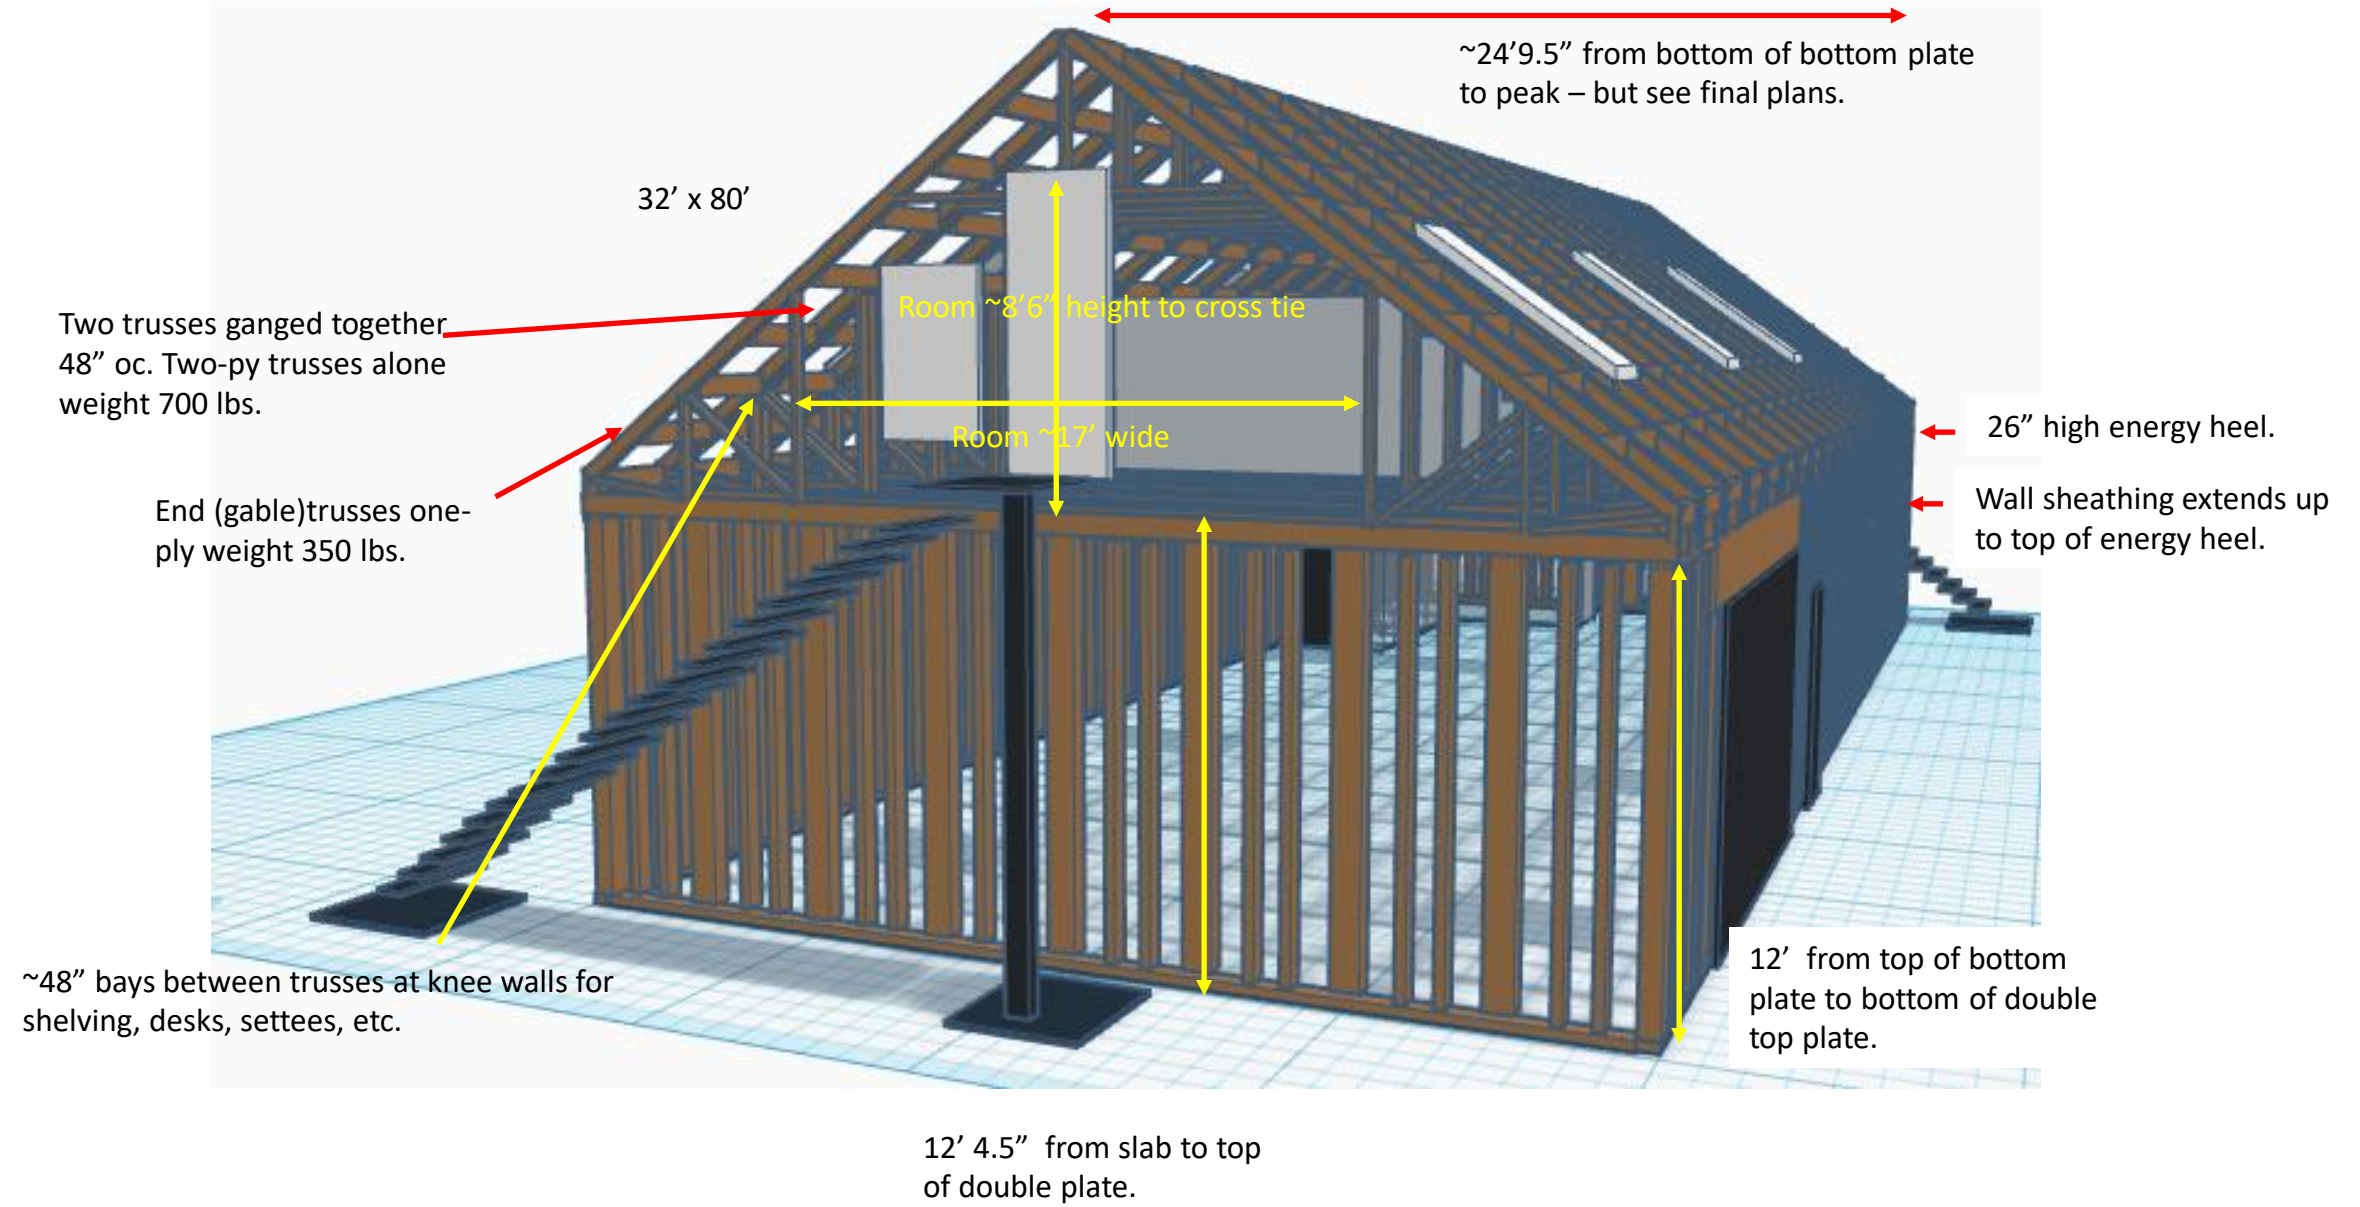 ~24’9.5” from bottom of bottom plate
to peak – but see final plans.
32’ x 80’
Two trusses ganged together
48” oc. Two-py trusses alone
weight 700 lbs.
Room ~8’6” height to cross tie
Room ~17’ wide
26” high energy heel.
End (gable)trusses one-
ply weight 350 lbs.
Wall sheathing extends up
to top of energy heel.
~48” bays between trusses at knee walls for
shelving, desks, settees, etc.
12’  from top of bottom
plate to bottom of double
top plate.
12’ 4.5”  from slab to top
of double plate.